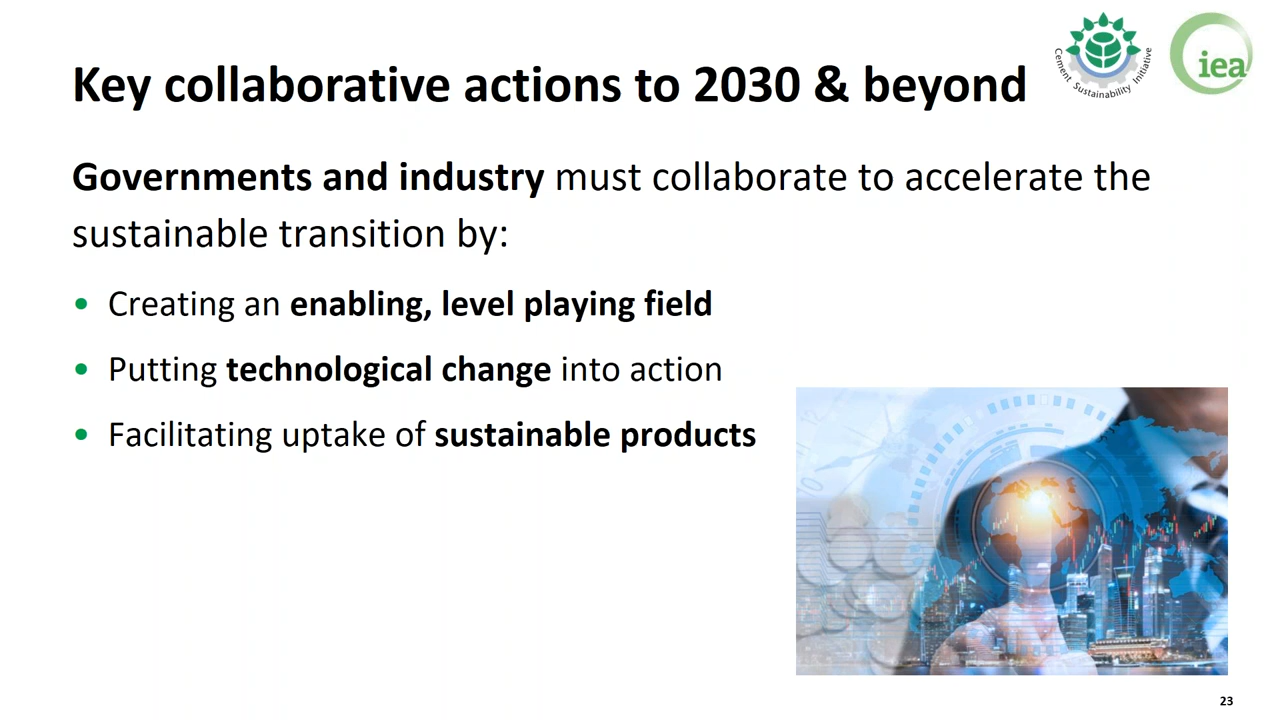 Key collaborative actions to 2030 & beyond
Cement Sustainability Initiative
iea
Governments and industry must collaborate to accelerate the
sustainable transition by:
• Creating an enabling, level playing field
• Putting technological change into action
• Facilitating uptake of sustainable products
23